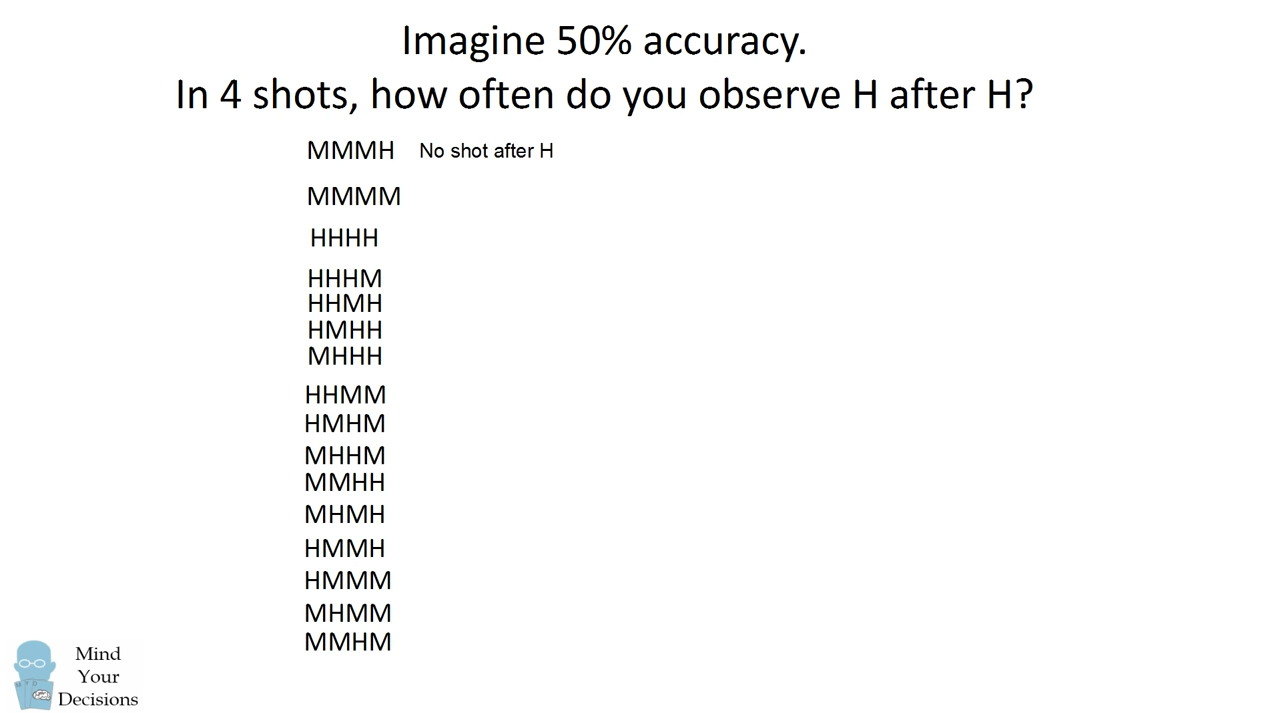 Imagine 50% accuracy.
In 4 shots, how often do you observe H after H?
MMMH No shot after H
MMMM
HHHH
HHHM
HHMH
HMHH
MHHH
HHMM
HMHM
MHHM
MMHH
MHMH
HMMH
HMMM
MHMM
MMHM
Mind
Your
Decisions